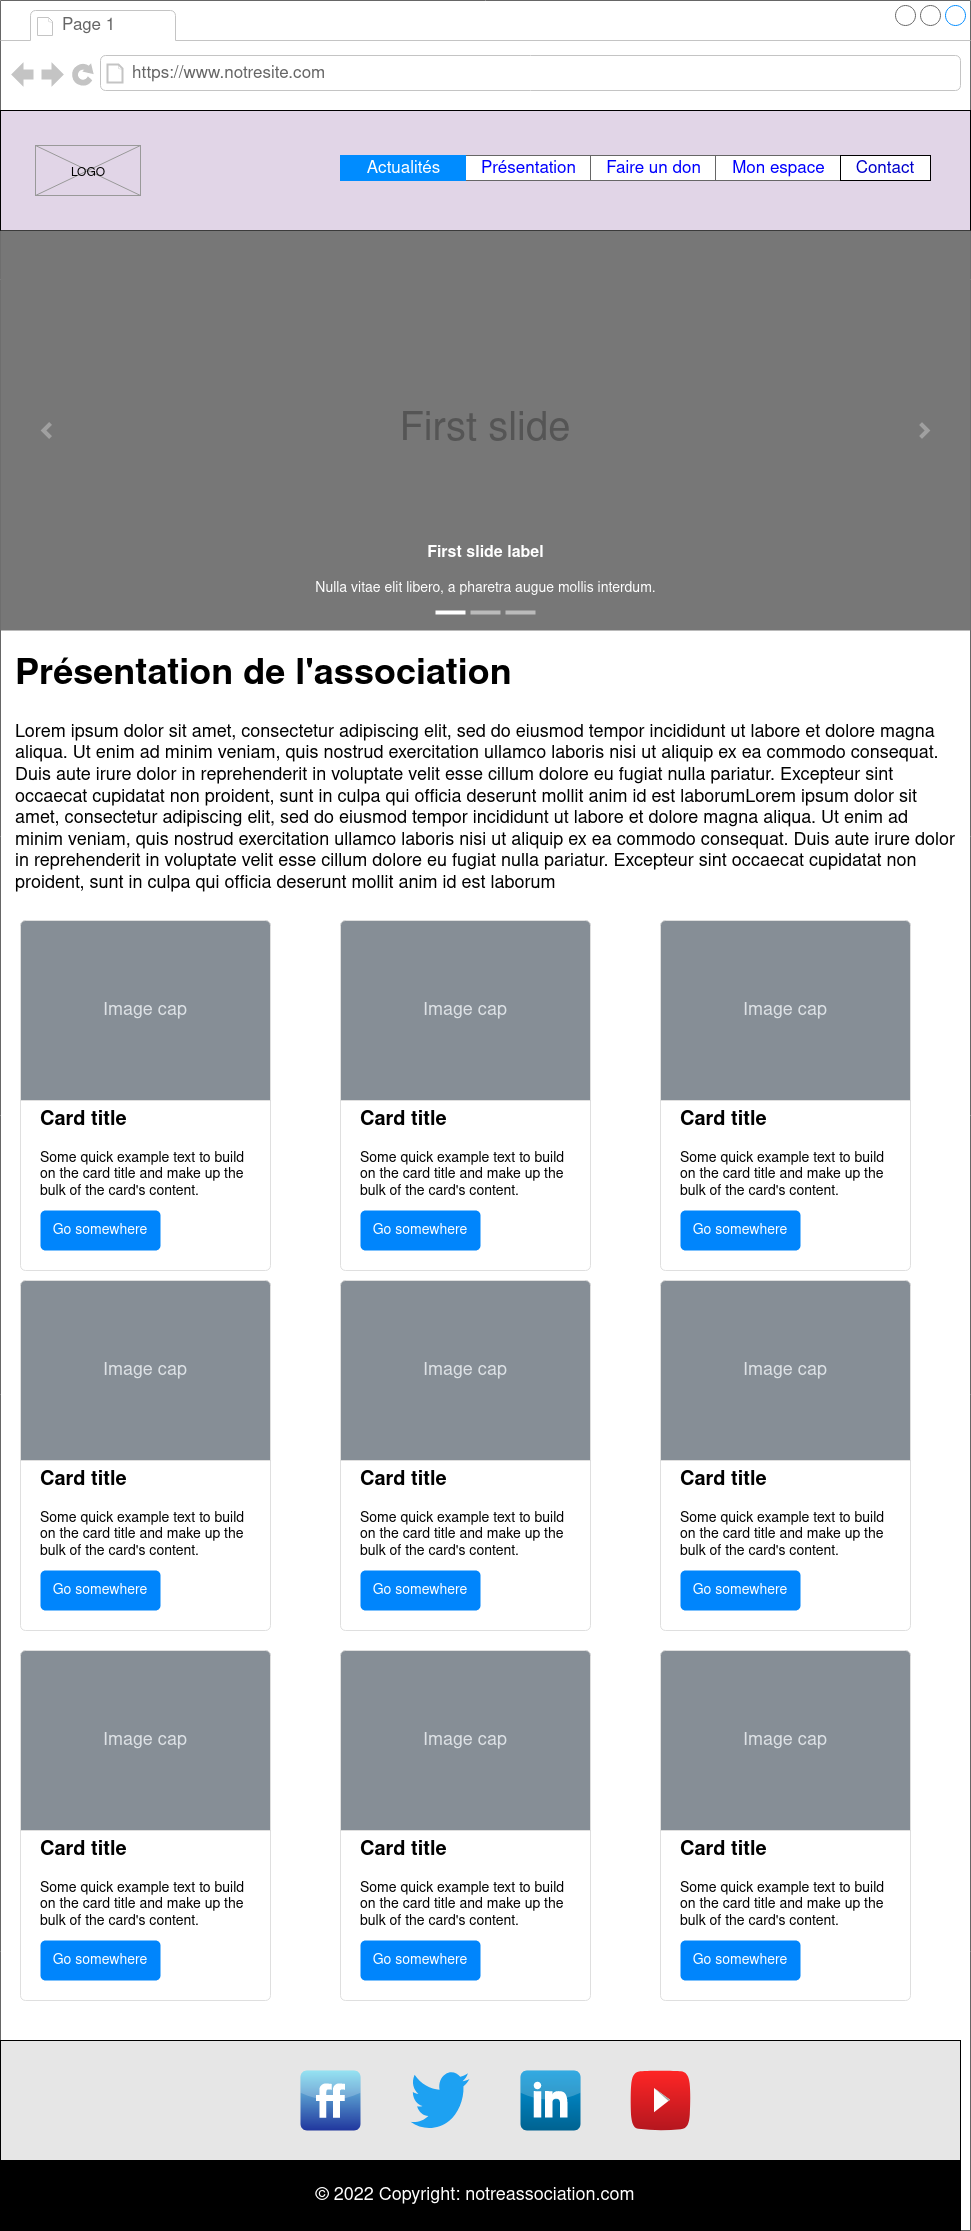 Page 1
https://www.notresite.com
LOGO
Actualités Présentation Faire un don Mon espace Contact
First slide
First slide label
Nulla vitae elit libero, a pharetra augue mollis interdum.
Présentation de l'association
Lorem ipsum dolor sit amet, consectetur adipiscing elit, sed do eiusmod tempor incididunt ut labore et dolore magna
aliqua. Ut enim ad minim veniam, quis nostrud exercitation ullamco laboris nisi ut aliquip ex ea commodo consequat.
Duis aute irure dolor in reprehenderit in voluptate velit esse cillum dolore eu fugiat nulla pariatur. Excepteur sint
occaecat cupidatat non proident, sunt in culpa qui officia deserunt mollit anim id est laborumLorem ipsum dolor sit
amet, consectetur adipiscing elit, sed do eiusmod tempor incididunt ut labore et dolore magna aliqua. Ut enim ad
minim veniam, quis nostrud exercitation ullamco laboris nisi ut aliquip ex ea commodo consequat. Duis aute irure dolor
in reprehenderit in voluptate velit esse cillum dolore eu fugiat nulla pariatur. Excepteur sint occaecat cupidatat non
proident, sunt in culpa qui officia deserunt mollit anim id est laborum
Image cap
Card title
Some quick example text to build
on the card title and make up the
bulk of the card's content.
Go somewhere
Image cap
Card title
Some quick example text to build
on the card title and make up the
bulk of the card's content.
Go somewhere
Image cap
Card title
Some quick example text to build
on the card title and make up the
bulk of the card's content.
Go somewhere
Image cap
Card title
Some quick example text to build
on the card title and make up the
bulk of the card's content.
Go somewhere
Image cap
Card title
Some quick example text to build
on the card title and make up the
bulk of the card's content.
Go somewhere
Image cap
Card title
Some quick example text to build
on the card title and make up the
bulk of the card's content.
Go somewhere
Image cap
Card title
Some quick example text to build
on the card title and make up the
bulk of the card's content.
Go somewhere
Image cap
Card title
Some quick example text to build
on the card title and make up the
bulk of the card's content.
Go somewhere
Image cap
Card title
Some quick example text to build
on the card title and make up the
bulk of the card's content.
Go somewhere
ff in
© 2022 Copyright: notreassociation.com